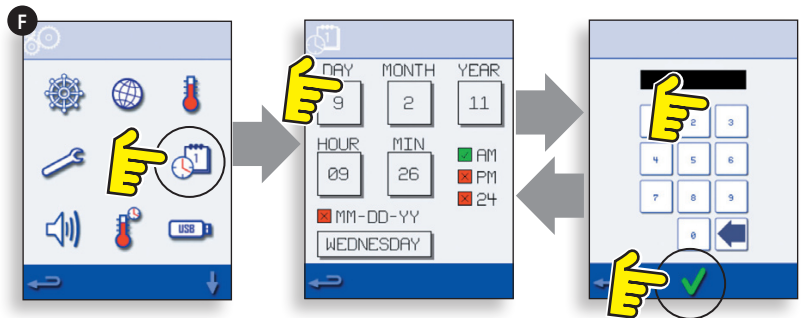 F
USB
1
DAY MONTH YEAR
9 2 11
HOUR MIN
09 26
AM
PM
24
MM-DD-YY
WEDNESDAY
2 3
4 5 6
7 8 9
0